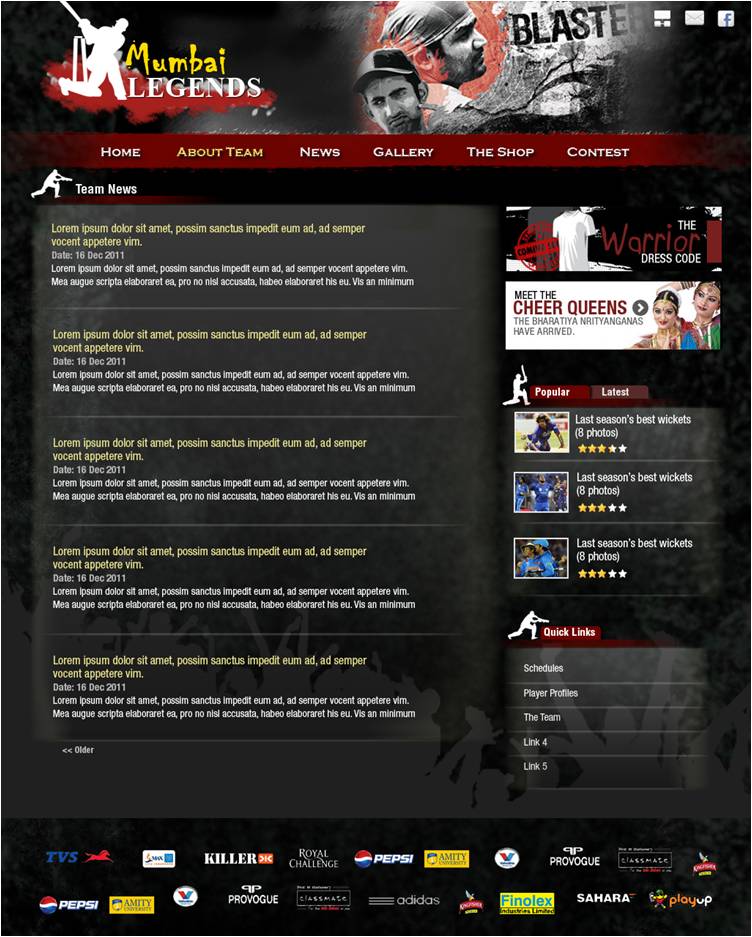 BLASTE
Mumbai
LEGENDS
HOME
ABOUT TEAM
NEWS
GALLERY
THE SHOP
CONTEST
Team News
Lorem ipsum dolor sit amet, possim sanctus impedit eum ad, ad semper
vocent appetere vim.
Date: 16 Dec 2011
Lorem ipsum dolor sit amet, possim sanctus impedit eum ad, ad semper vocent appetere vim.
Mea augue scripta elaboraret ea, pro no nisl accusata, habeo elaboraret his eu. Vis an minimum
Lorem ipsum dolor sit amet, possim sanctus impedit eum ad, ad semper
vocent appetere vim.
Date: 16 Dec 2011
Lorem ipsum dolor sit amet, possim sanctus impedit eum ad, ad semper vocent appetere vim.
Mea augue scripta elaboraret ea, pro no nisl accusata, habeo elaboraret his eu. Vis an minimum
Lorem ipsum dolor sit amet, possim sanctus impedit eum ad, ad semper
vocent appetere vim.
Date: 16 Dec 2011
Lorem ipsum dolor sit amet, possim sanctus impedit eum ad, ad semper vocent appetere vim.
Mea augue scripta elaboraret ea, pro no nisl accusata, habeo elaboraret his eu. Vis an minimum
Lorem ipsum dolor sit amet, possim sanctus impedit eum ad, ad semper
vocent appetere vim.
Date: 16 Dec 2011
Lorem ipsum dolor sit amet, possim sanctus impedit eum ad, ad semper vocent appetere vim.
Mea augue scripta elaboraret ea, pro no nisl accusata, habeo elaboraret his eu. Vis an minimum
Lorem ipsum dolor sit amet, possim sanctus impedit eum ad, ad semper
vocent appetere vim.
Date: 16 Dec 2011
Lorem ipsum dolor sit amet, possim sanctus impedit eum ad, ad semper vocent appetere vim.
Mea augue scripta elaboraret ea, pro no nisl accusata, habeo elaboraret his eu. Vis an minimum
<< Older
COMING
THE
Warrior
DRESS CODE
MEET THE
CHEER QUEENS
THE BHARATIYA NRITYANGANAS
HAVE ARRIVED.
Popular
Latest
Last season's best wickets
(8 photos)
Last season's best wickets
(8 photos)
Last season's best wickets
(8 photos)
Quick Links
Schedules
Player Profiles
The Team
Link 4
Link 5
TVS
MAX
KILLER
ROYAL
CHALLENGE
PEPSI
AMITY
UNIVERSITY
Valvoline
PROVOGUE
CLASSMATE
KINGFISHER
PEPSI
AMITY
UNIVERSITY
Valvoline
PROVOGUE
CLASSMATE
adidas
KINGFISHER
Finolex
Industries Limited
SAHARA
playup